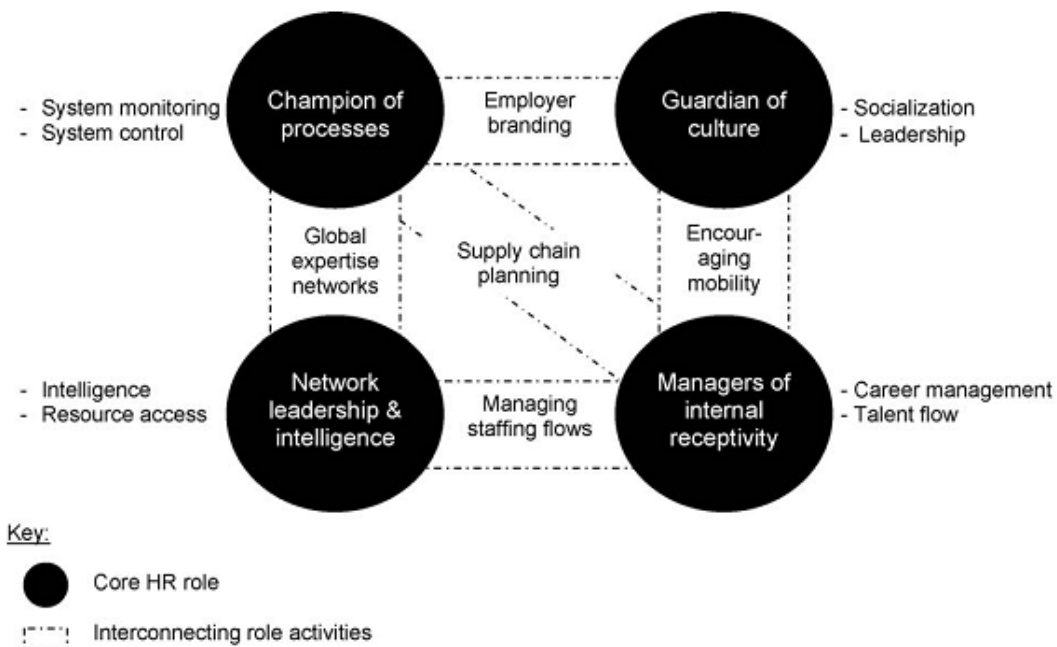 - System monitoring
- System control
Champion of
processes
Employer
branding
Guardian of
culture
- Socialization
- Leadership
Global
expertise
networks
Supply chain
planning
Encour-
aging
mobility
- Intelligence
- Resource access
Network
leadership &
intelligence
Managing
staffing flows
Managers of
internal
receptivity
- Career management
- Talent flow
Key:
Core HR role
Interconnecting role activities